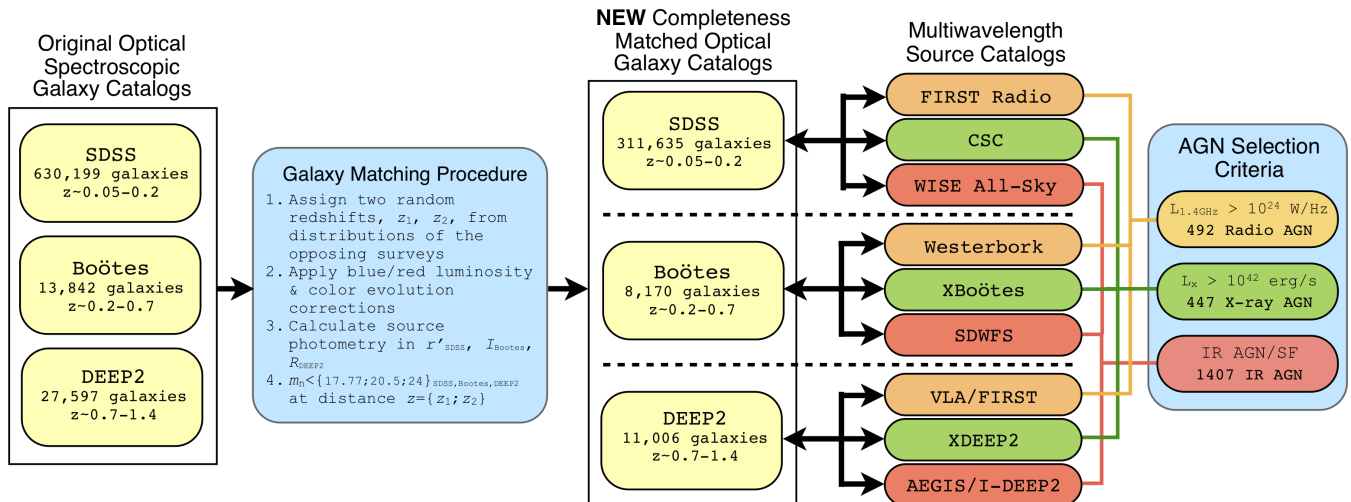 Original Optical
Spectroscopic
Galaxy Catalogs
SDSS
630,199 galaxies
z~0.05-0.2
Boötes
13,842 galaxies
z~0.2-0.7
DEEP2
27,597 galaxies
z~0.7-1.4
Galaxy Matching Procedure
1. Assign two random
redshifts, z₁, z₂, from
distributions of the
opposing surveys
2. Apply blue/red luminosity
& color evolution
corrections
3. Calculate source
photometry in r′SDSS, IBootes,
RDEEP2
4. mn<{17.77;20.5;24}SDSS,Bootes,DEEP2
at distance z={z₁;z₂}
NEW Completeness
Matched Optical
Galaxy Catalogs
SDSS
311,635 galaxies
z~0.05-0.2
Boötes
8,170 galaxies
z~0.2-0.7
DEEP2
11,006 galaxies
z~0.7-1.4
Multiwavelength
Source Catalogs
FIRST Radio
CSC
WISE All-Sky
Westerbork
XBoötes
SDWFS
VLA/FIRST
XDEEP2
AEGIS/I-DEEP2
AGN Selection
Criteria
L1.4GHz > 10²⁴ W/Hz
492 Radio AGN
Lx > 10⁴² erg/s
447 X-ray AGN
IR AGN/SF
1407 IR AGN